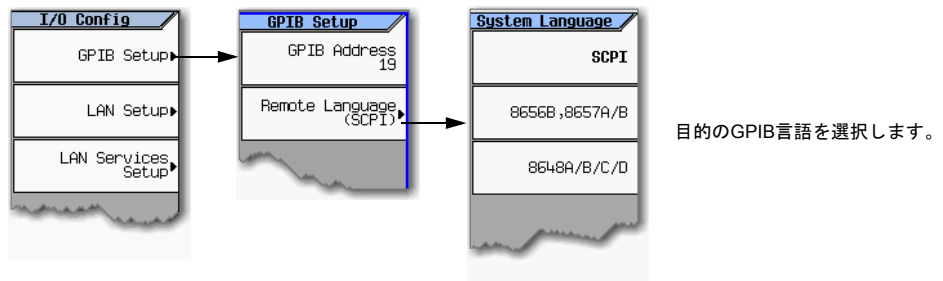 I/O Config
GPIB Setup
LAN Setup
LAN Services
Setup
GPIB Setup
GPIB Address
19
Remote Language
(SCPI)
System Language
SCPI
8656B,8657A/B
8648A/B/C/D
目的のGPIB言語を選択します。